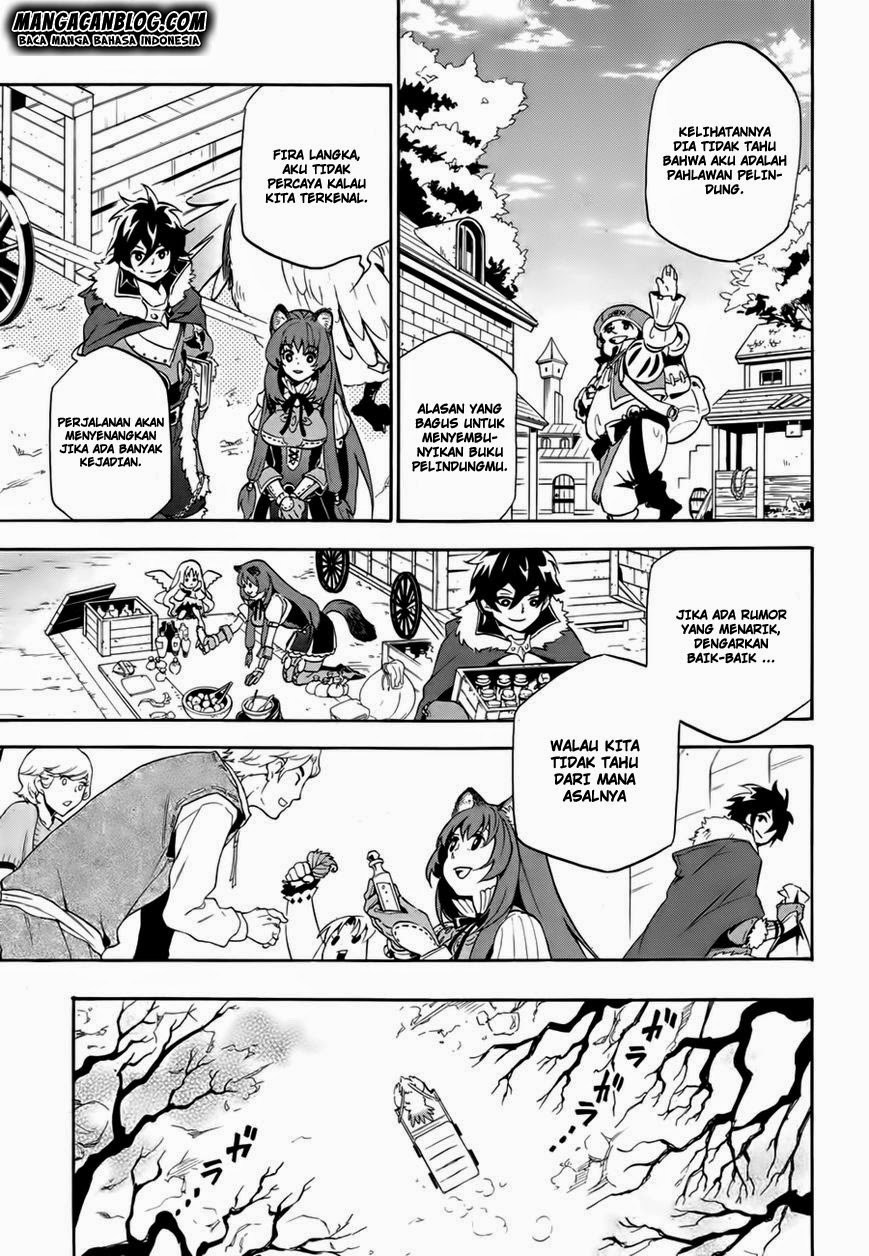 MANGACANBLOG.COM
BACA MANGA BAHASA INDONESIA
KELIHATANNYA
DIA TIDAK TAHU
BAHWA AKU ADALAH
PAHLAWAN PELIN-
DUNG.
ALASAN YANG
BAGUS UNTUK
MENYEMBU-
NYIKAN BUKU
PELINDUNGMU.
FIRA LANGKA,
AKU TIDAK
PERCAYA KALAU
KITA TERKENAL.
PERJALANAN AKAN
MENYENANGKAN
JIKA ADA BANYAK
KEJADIAN.
JIKA ADA RUMOR
YANG MENARIK,
DENGARKAN
BAIK-BAIK ...
WALAU KITA
TIDAK TAHU
DARI MANA
ASALNYA
ガラ
ガラ